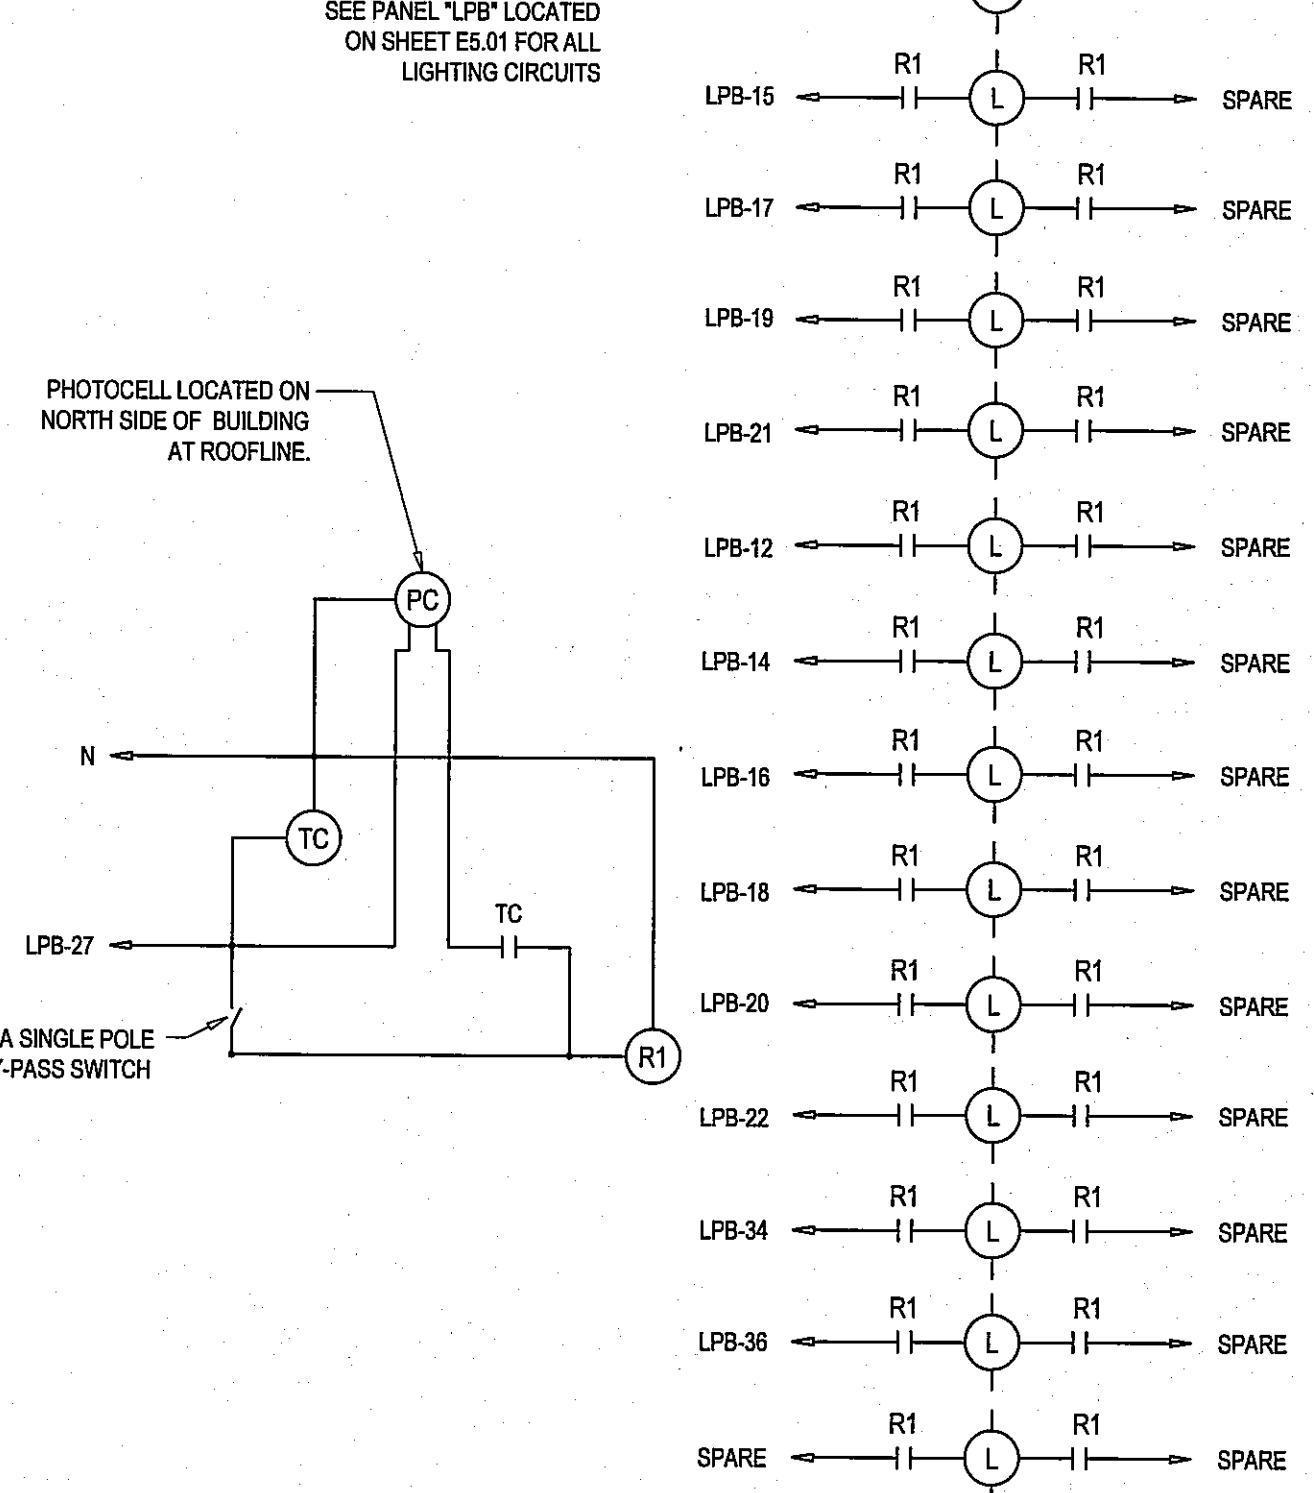 SEE PANEL "LPB" LOCATED
ON SHEET E5.01 FOR ALL
LIGHTING CIRCUITS
PHOTOCELL LOCATED ON
NORTH SIDE OF BUILDING
AT ROOFLINE.
PC
N
TC
LPB-27
TC
A SINGLE POLE
-PASS SWITCH
R1
R1 R1
LPB-15 L SPARE
R1 R1
LPB-17 L SPARE
R1 R1
LPB-19 L SPARE
R1 R1
LPB-21 L SPARE
R1 R1
LPB-12 L SPARE
R1 R1
LPB-14 L SPARE
R1 R1
LPB-16 L SPARE
R1 R1
LPB-18 L SPARE
R1 R1
LPB-20 L SPARE
R1 R1
LPB-22 L SPARE
R1 R1
LPB-34 L SPARE
R1 R1
LPB-36 L SPARE
R1 R1
SPARE L SPARE